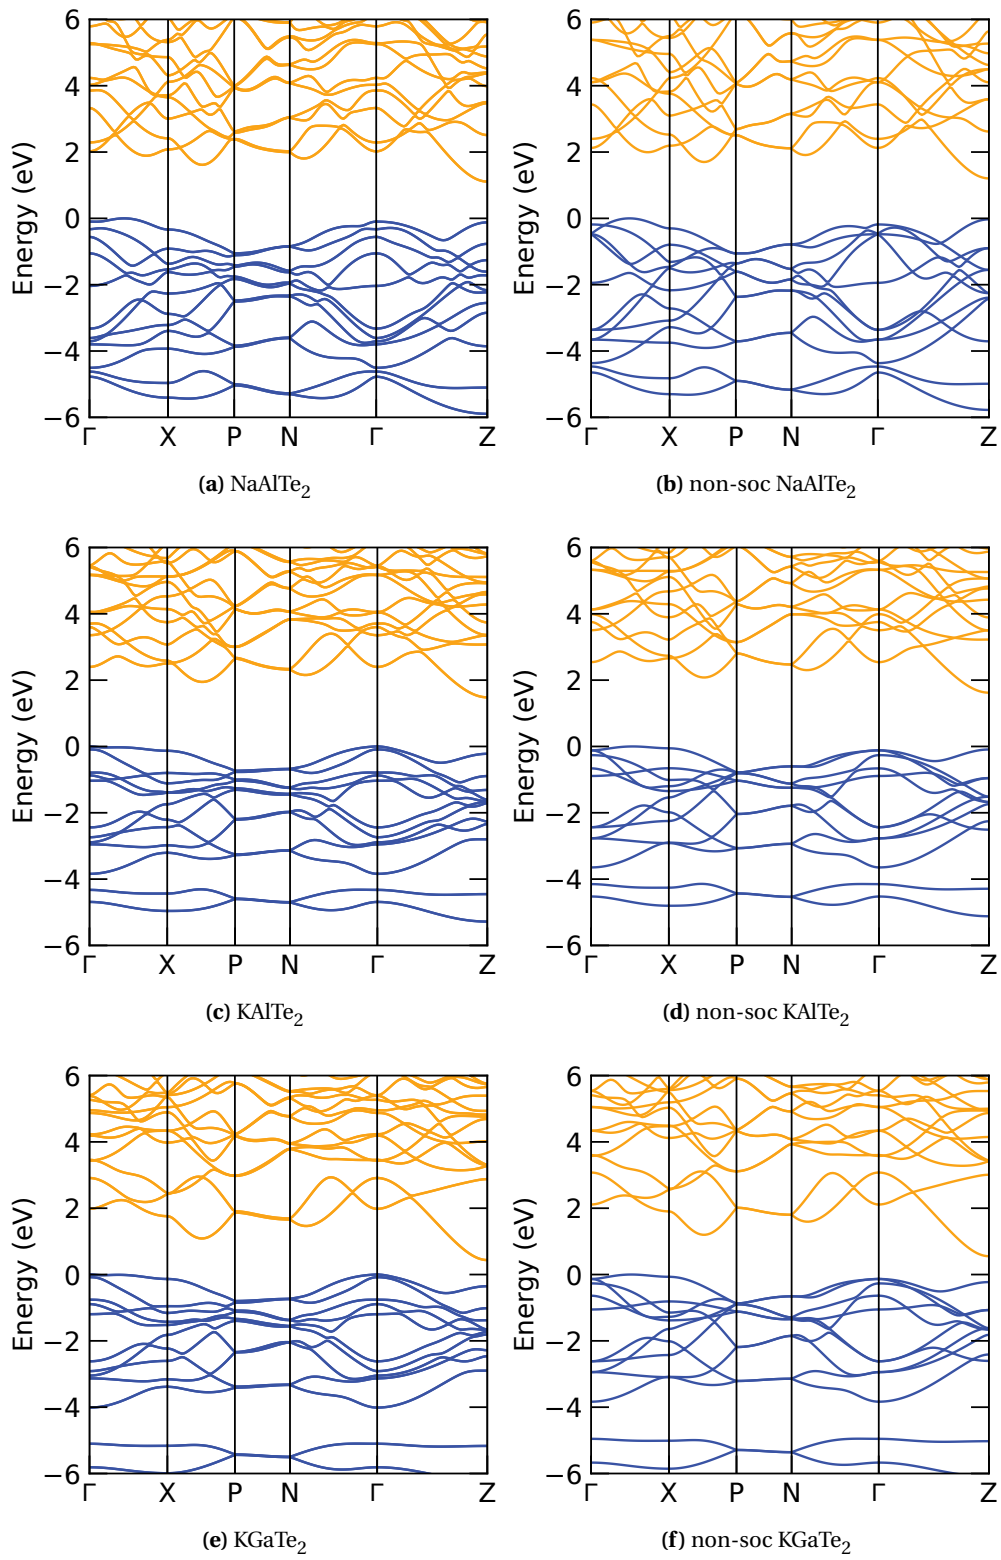 6 6
4 4
2 2
0 0
−2 −2
−4 −4
−6 −6
Energy (eV) Energy (eV)
Γ X P N Γ Z Γ X P N Γ Z
(a) NaAlTe2 (b) non-soc NaAlTe2
6 6
4 4
2 2
0 0
−2 −2
−4 −4
−6 −6
Energy (eV) Energy (eV)
Γ X P N Γ Z Γ X P N Γ Z
(c) KAlTe2 (d) non-soc KAlTe2
6 6
4 4
2 2
0 0
−2 −2
−4 −4
−6 −6
Energy (eV) Energy (eV)
Γ X P N Γ Z Γ X P N Γ Z
(e) KGaTe2 (f) non-soc KGaTe2